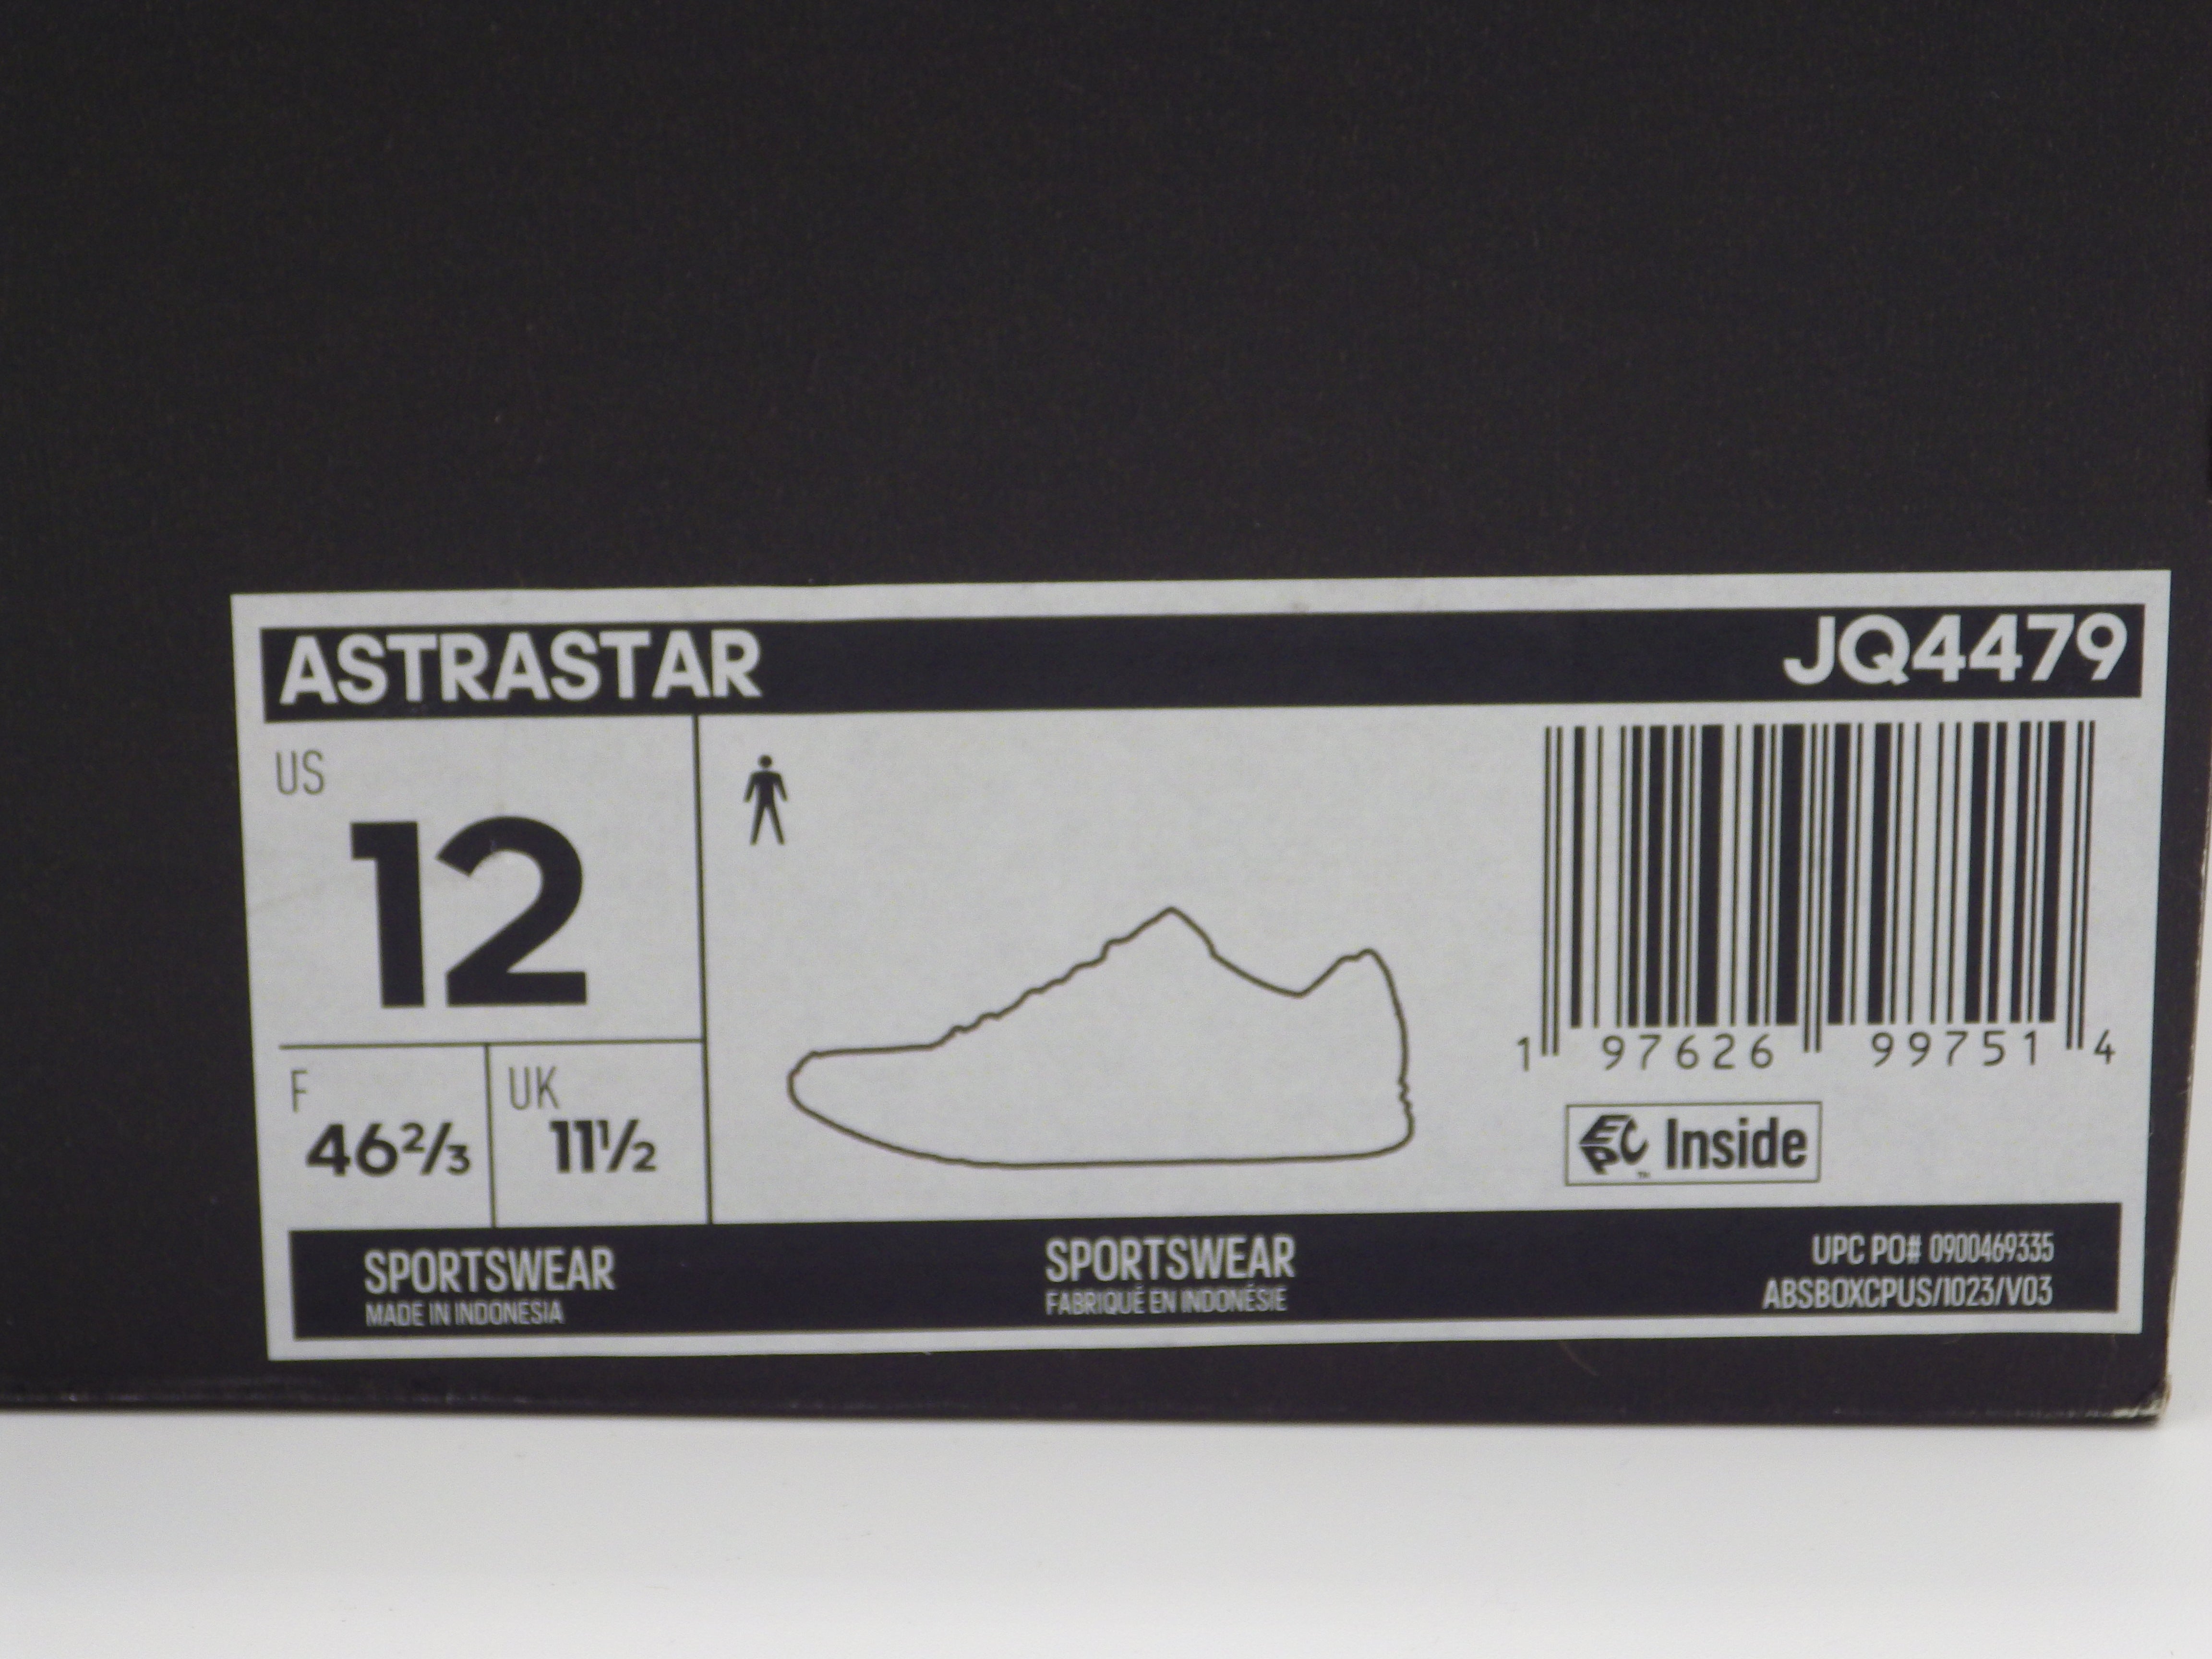 ASTRASTAR
JQ4479
US
12
F
46⅔
UK
11½
1 97626 99751 4
EPC™ Inside
SPORTSWEAR
MADE IN INDONESIA
SPORTSWEAR
FABRIQUÉ EN INDONÉSIE
UPC PO# 0900469335
ABSBOXCPUS/1023/V03